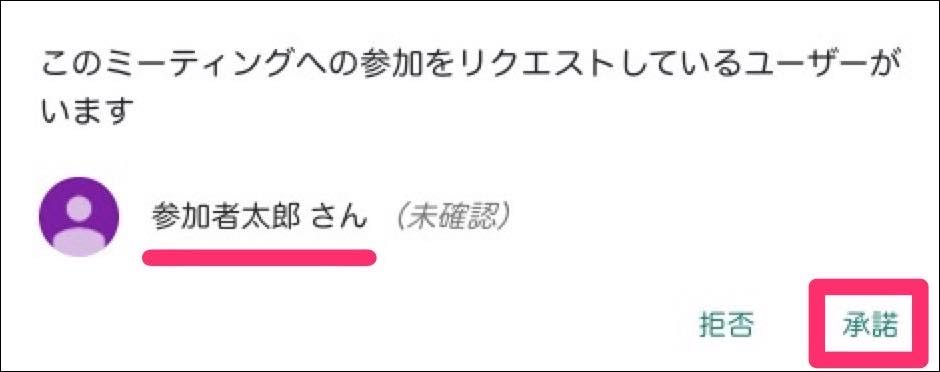 このミーティングへの参加をリクエストしているユーザーが
います
参加者太郎 さん （未確認）
拒否 承諾